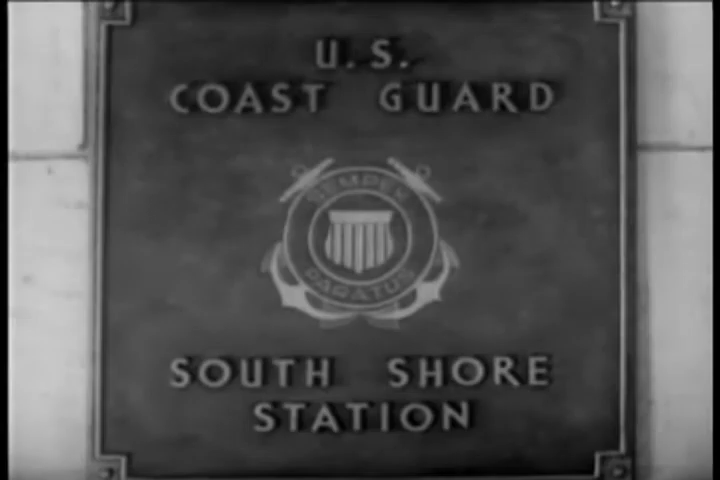 U.S.
COAST GUARD
SEMPER
PARATUS
SOUTH SHORE
STATION